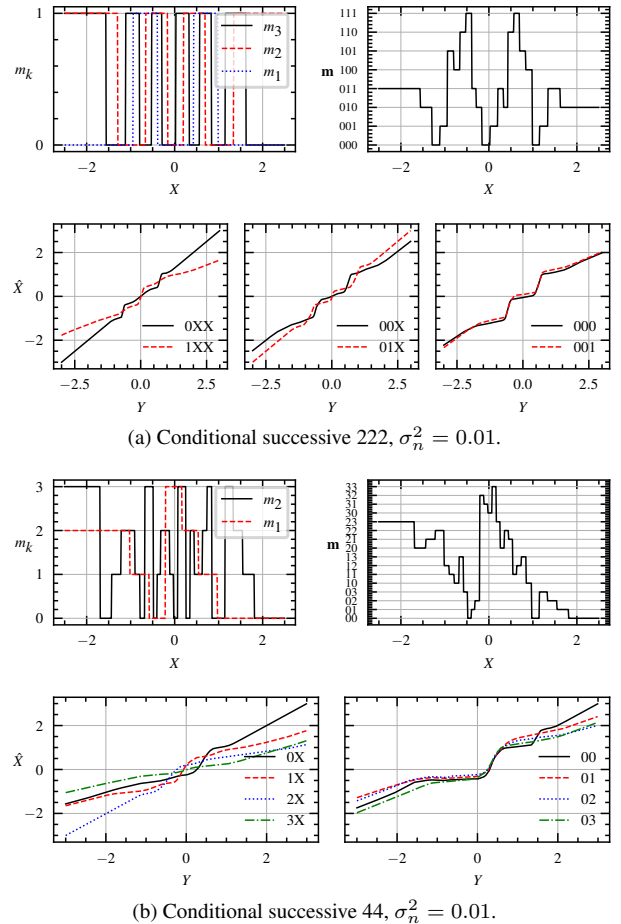 1
m_k
0
m_3
m_2
m_1
−2 0 2
X
111
110
101
100
m
011
010
001
000
−2 0 2
X
2
X̂ 0
−2
0XX
1XX
−2.5 0.0 2.5
Y
00X
01X
−2.5 0.0 2.5
Y
000
001
−2.5 0.0 2.5
Y
(a) Conditional successive 222, σ_n^2 = 0.01.
3
2
m_k
1
0
m_2
m_1
−2 0 2
X
33
32
31
30
23
22
21
m 20
13
12
11
10
03
02
01
00
−2 0 2
X
2
X̂ 0
−2
0X
1X
2X
3X
−2 0 2
Y
00
01
02
03
−2 0 2
Y
(b) Conditional successive 44, σ_n^2 = 0.01.